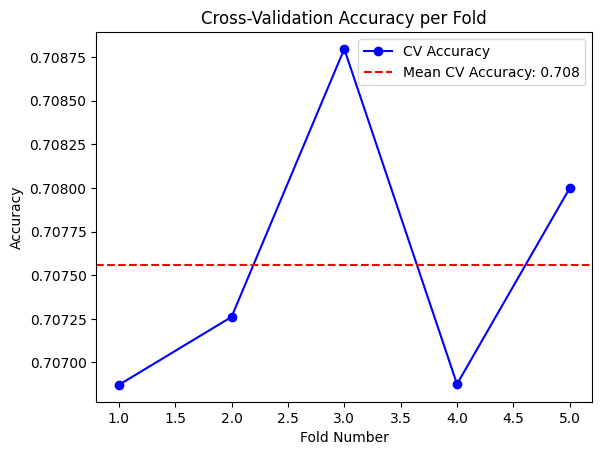 Cross-Validation Accuracy per Fold
CV Accuracy
Mean CV Accuracy: 0.708
0.70875
0.70850
0.70825
0.70800
0.70775
0.70750
0.70725
0.70700
Accuracy
1.0 1.5 2.0 2.5 3.0 3.5 4.0 4.5 5.0
Fold Number